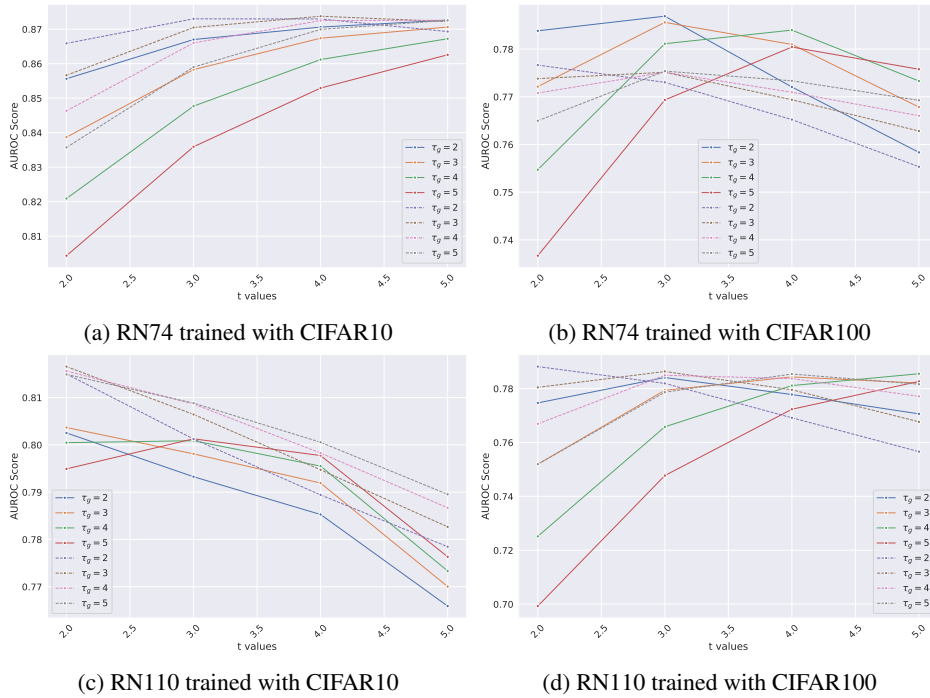 0.87
0.86
0.85
0.84
0.83
0.82
0.81
AUROC Score
τg = 2
τg = 3
τg = 4
τg = 5
τg = 2
τg = 3
τg = 4
τg = 5
2.0 2.5 3.0 3.5 4.0 4.5 5.0
t values
(a) RN74 trained with CIFAR10
0.78
0.77
0.76
0.75
0.74
AUROC Score
τg = 2
τg = 3
τg = 4
τg = 5
τg = 2
τg = 3
τg = 4
τg = 5
2.0 2.5 3.0 3.5 4.0 4.5 5.0
t values
(b) RN74 trained with CIFAR100
0.81
0.80
0.79
0.78
0.77
AUROC Score
τg = 2
τg = 3
τg = 4
τg = 5
τg = 2
τg = 3
τg = 4
τg = 5
2.0 2.5 3.0 3.5 4.0 4.5 5.0
t values
(c) RN110 trained with CIFAR10
0.78
0.76
0.74
0.72
0.70
AUROC Score
τg = 2
τg = 3
τg = 4
τg = 5
τg = 2
τg = 3
τg = 4
τg = 5
2.0 2.5 3.0 3.5 4.0 4.5 5.0
t values
(d) RN110 trained with CIFAR100